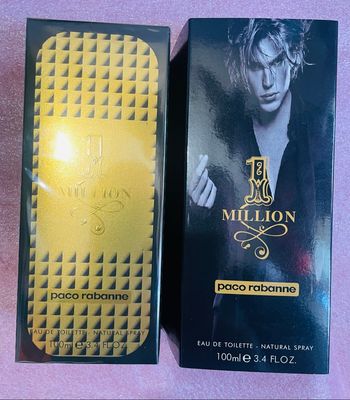 1
MILLION
paco rabanne
EAU DE TOILETTE - NATURAL SPRAY
100ml e 3.4 FL.OZ.
1
MILLION
paco rabanne
EAU DE TOILETTE - NATURAL SPRAY
100ml e 3.4 FL.OZ.